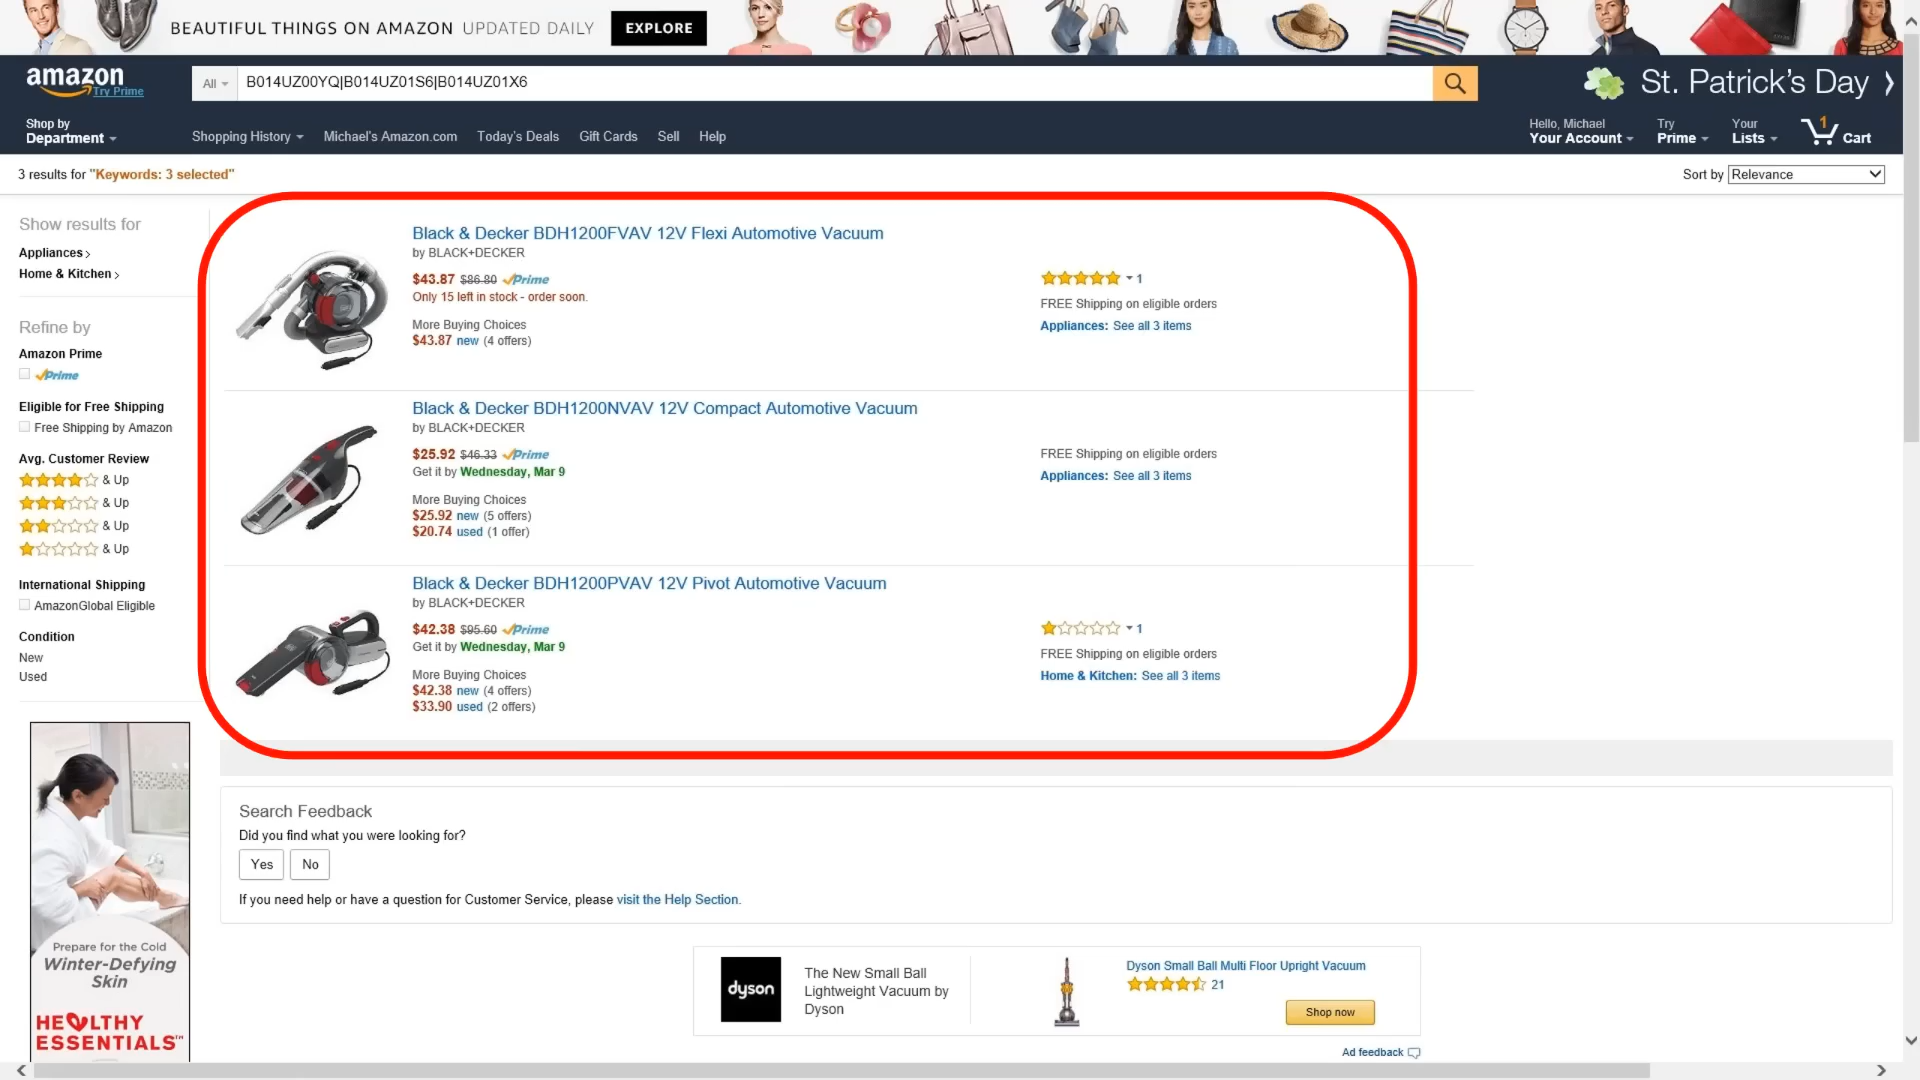 BEAUTIFUL THINGS ON AMAZON UPDATED DAILY EXPLORE
amazon
Try Prime
All
B014UZ00YQ|B014UZ01S6|B014UZ01X6
St. Patrick's Day
Shop by
Department
Shopping History
Michael's Amazon.com
Today's Deals
Gift Cards
Sell
Help
Hello, Michael
Your Account
Try
Prime
Your
Lists
1
Cart
3 results for "Keywords: 3 selected"
Sort by Relevance
Show results for
Appliances
Home & Kitchen
Refine by
Amazon Prime
Prime
Eligible for Free Shipping
Free Shipping by Amazon
Avg. Customer Review
& Up
& Up
& Up
& Up
International Shipping
AmazonGlobal Eligible
Condition
New
Used
Black & Decker BDH1200FVAV 12V Flexi Automotive Vacuum
by BLACK+DECKER
$43.87 $86.80 Prime
Only 15 left in stock - order soon.
More Buying Choices
$43.87 new (4 offers)
1
FREE Shipping on eligible orders
Appliances: See all 3 items
Black & Decker BDH1200NVAV 12V Compact Automotive Vacuum
by BLACK+DECKER
$25.92 $46.33 Prime
Get it by Wednesday, Mar 9
More Buying Choices
$25.92 new (5 offers)
$20.74 used (1 offer)
FREE Shipping on eligible orders
Appliances: See all 3 items
Black & Decker BDH1200PVAV 12V Pivot Automotive Vacuum
by BLACK+DECKER
$42.38 $95.60 Prime
Get it by Wednesday, Mar 9
More Buying Choices
$42.38 new (4 offers)
$33.90 used (2 offers)
1
FREE Shipping on eligible orders
Home & Kitchen: See all 3 items
Prepare for the Cold
Winter-Defying
Skin
HEALTHY
ESSENTIALS™
Search Feedback
Did you find what you were looking for?
Yes
No
If you need help or have a question for Customer Service, please visit the Help Section.
dyson
The New Small Ball
Lightweight Vacuum by
Dyson
Dyson Small Ball Multi Floor Upright Vacuum
21
Shop now
Ad feedback